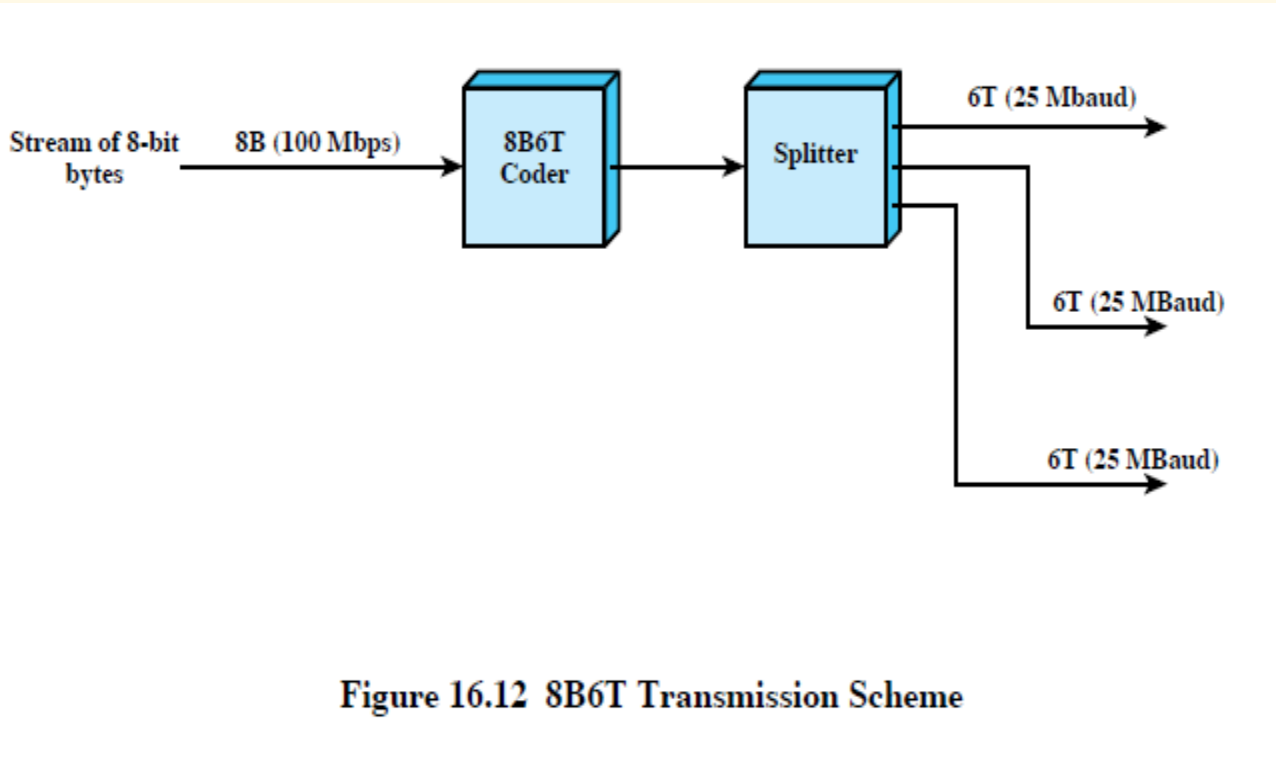 Stream of 8-bit
bytes
8B (100 Mbps)
8B6T
Coder
Splitter
6T (25 Mbaud)
6T (25 MBaud)
6T (25 MBaud)
Figure 16.12 8B6T Transmission Scheme